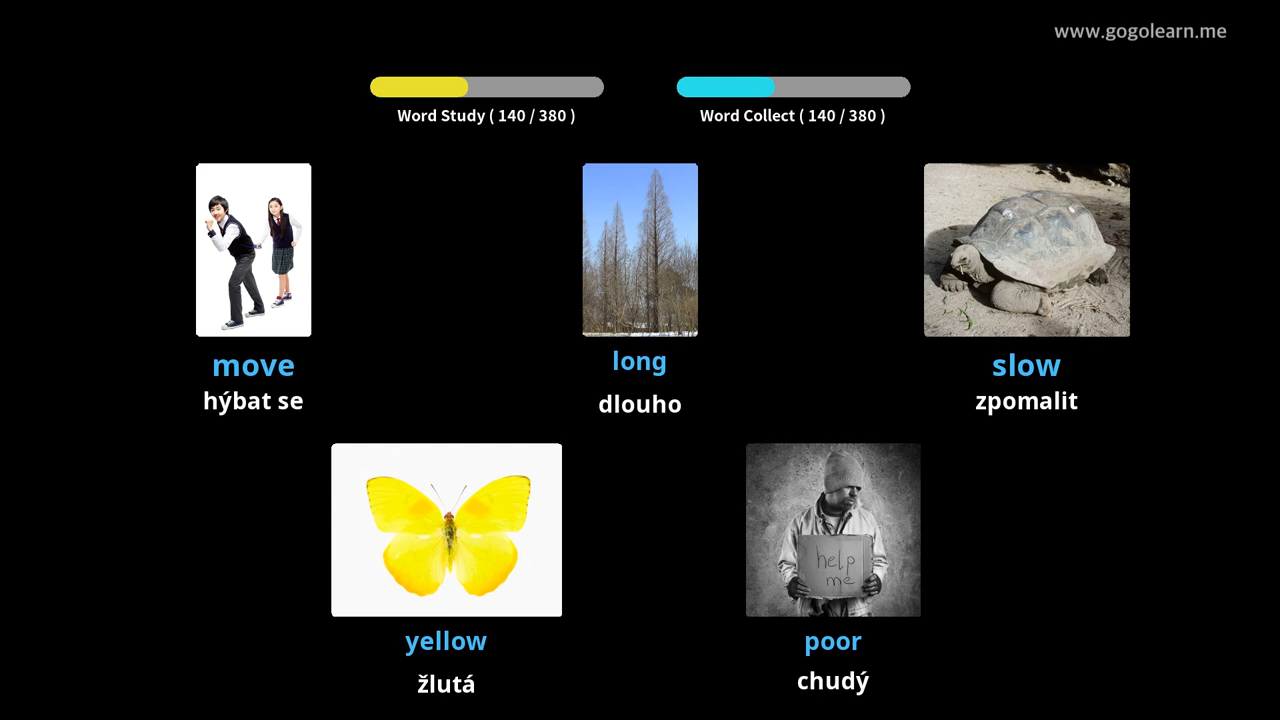 www.gogolearn.me
Word Study ( 140 / 380 )
Word Collect ( 140 / 380 )
move
hýbat se
long
dlouho
slow
zpomalit
help
me
yellow
žlutá
poor
chudý